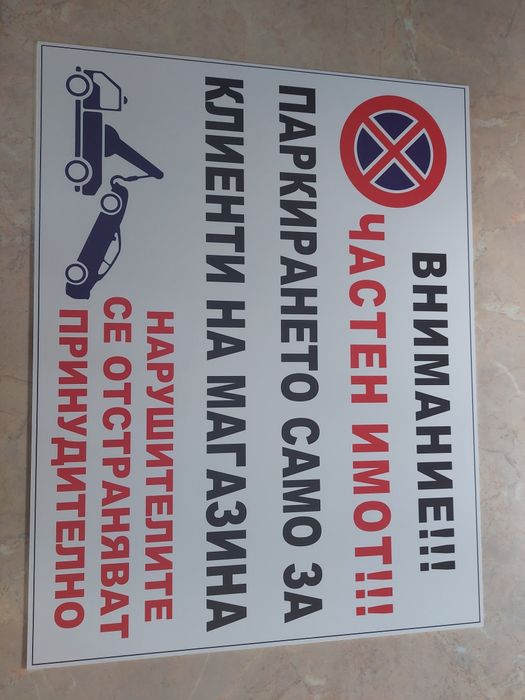 ВНИМАНИЕ!!!
ЧАСТЕН ИМОТ!!!
ПАРКИРАНЕТО САМО ЗА
КЛИЕНТИ НА МАГАЗИНА
НАРУШИТЕЛИТЕ
СЕ ОТСТРАНЯВАТ
ПРИНУДИТЕЛНО